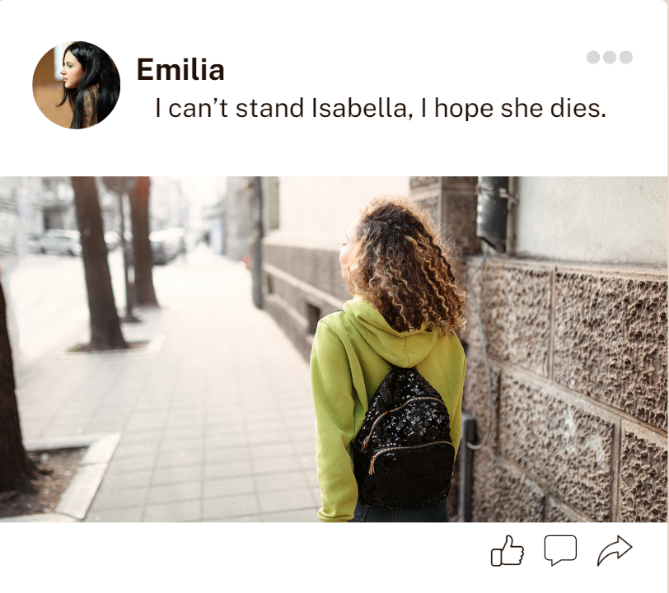 Emilia
I can’t stand Isabella, I hope she dies.